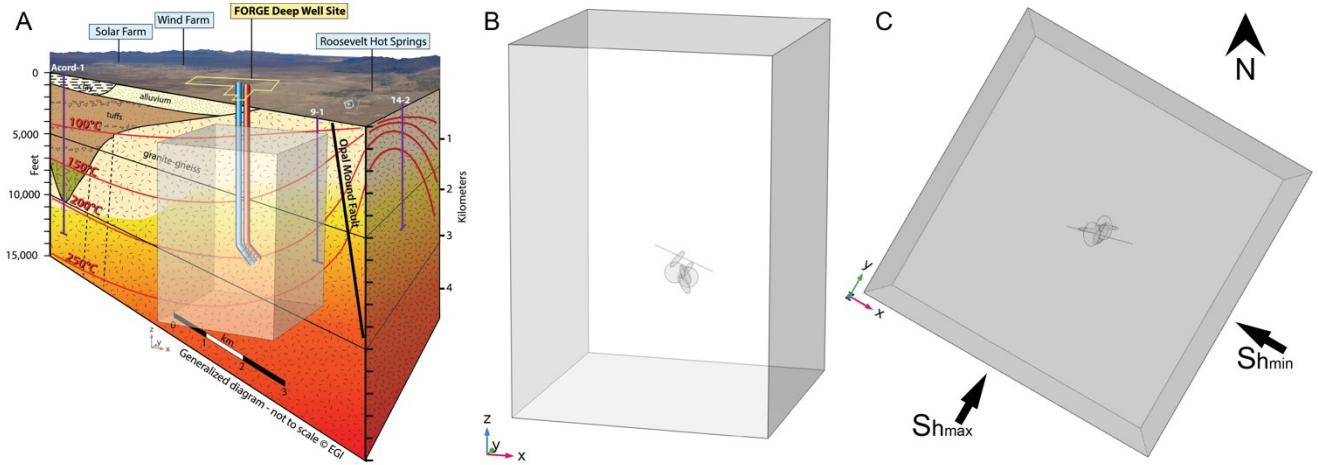 A
Solar Farm
Wind Farm
FORGE Deep Well Site
Roosevelt Hot Springs
Acord-1
alluvium
tuffs
granite-gneiss
9-1
14-2
Opal Mound Fault
100°C
150°C
200°C
250°C
0
5,000
10,000
15,000
Feet
1
2
3
4
Kilometers
0
km
1
2
3
z
y
x
Generalized diagram - not to scale © EGI
B
z
y
x
C
N
y
x
Shmin
Shmax